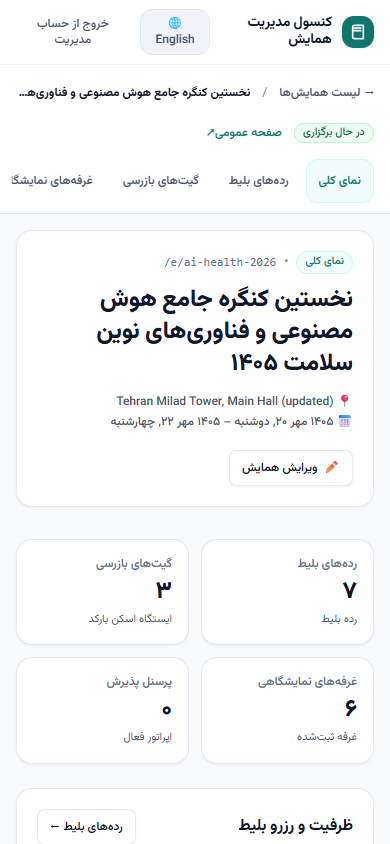 کنسول مدیریت
همایش
English
خروج از حساب
مدیریت
→ لیست همایش‌ها / نخستین کنگره جامع هوش مصنوعی و فناوری‌ه...
در حال برگزاری صفحه عمومی↗
نمای کلی رده‌های بلیط گیت‌های بازرسی غرفه‌های نمایشگا
نمای کلی • /e/ai-health-2026
نخستین کنگره جامع هوش
مصنوعی و فناوری‌های نوین
سلامت ۱۴۰۵
Tehran Milad Tower, Main Hall (updated)
۱۴۰۵ مهر ۲۰, دوشنبه – ۱۴۰۵ مهر ۲۲, چهارشنبه
ویرایش همایش
رده‌های بلیط
۷
رده بلیط
گیت‌های بازرسی
۳
ایستگاه اسکن بارکد
غرفه‌های نمایشگاهی
۶
غرفه ثبت‌شده
پرسنل پذیرش
۰
اپراتور فعال
ظرفیت و رزرو بلیط
رده‌های بلیط ←